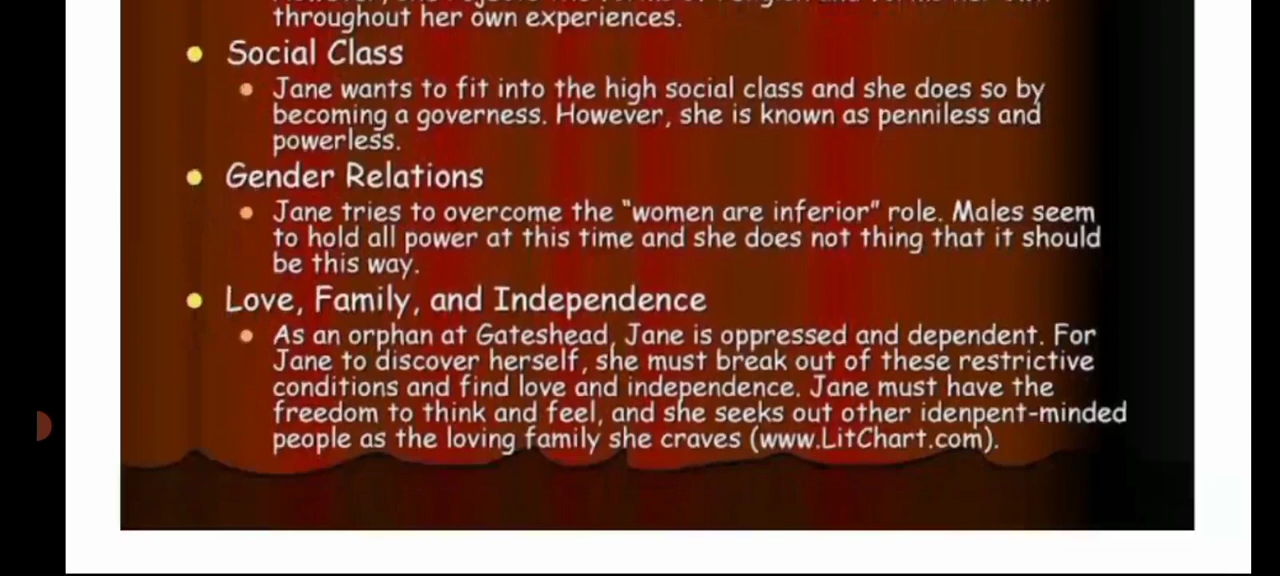 throughout her own experiences.
Social Class
Jane wants to fit into the high social class and she does so by
becoming a governess. However, she is known as penniless and
powerless.
Gender Relations
Jane tries to overcome the "women are inferior" role. Males seem
to hold all power at this time and she does not thing that it should
be this way.
Love, Family, and Independence
As an orphan at Gateshead, Jane is oppressed and dependent. For
Jane to discover herself, she must break out of these restrictive
conditions and find love and independence. Jane must have the
freedom to think and feel, and she seeks out other idenpent-minded
people as the loving family she craves (www.LitChart.com).